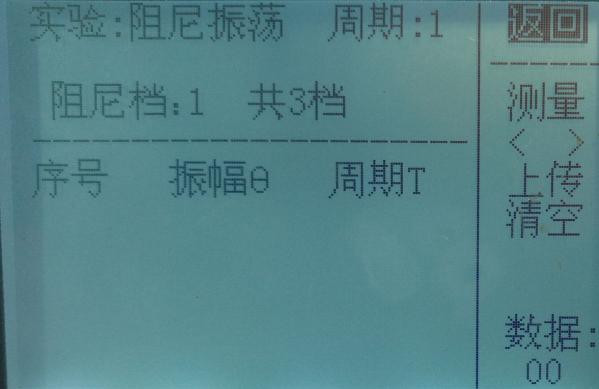 实验:阻尼振荡 周期:1 返回
阻尼档:1 共3档 测量
< >
序号 振幅θ 周期T 上传
清空
数据:
00